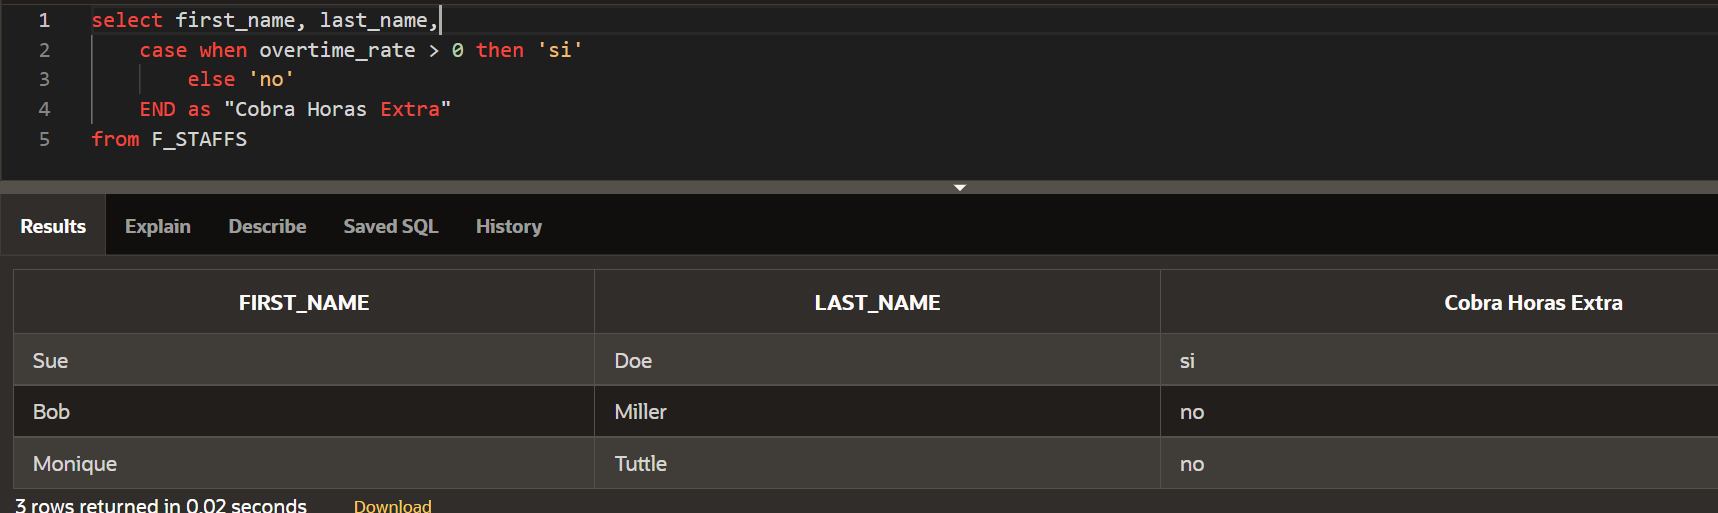 1 select first_name, last_name,
2 case when overtime_rate > 0 then 'si'
3 else 'no'
4 END as "Cobra Horas Extra"
5 from F_STAFFS
Results Explain Describe Saved SQL History
FIRST_NAME LAST_NAME Cobra Horas Extra
Sue Doe si
Bob Miller no
Monique Tuttle no
3 rows returned in 0.02 seconds Download